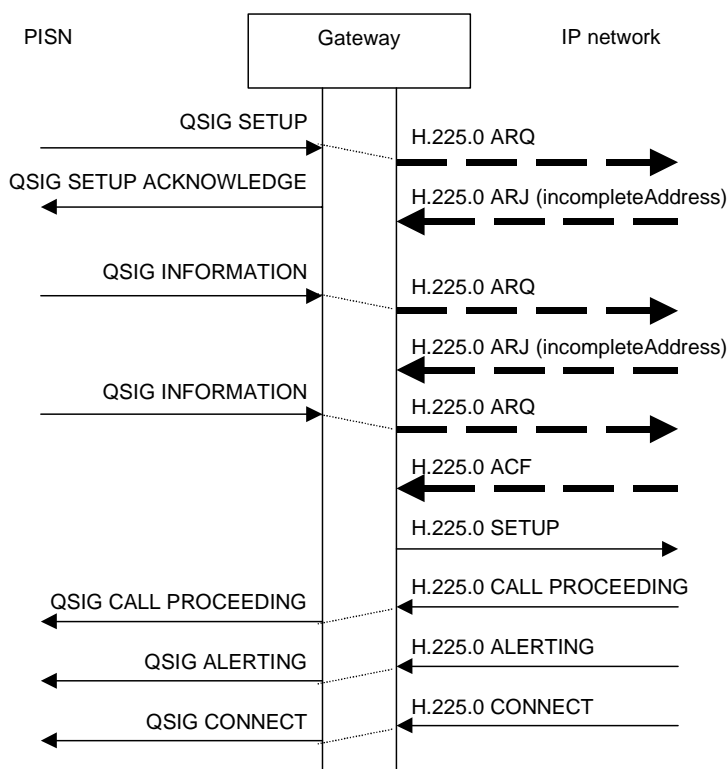 PISN
Gateway
IP network
QSIG SETUP
H.225.0 ARQ
QSIG SETUP ACKNOWLEDGE
H.225.0 ARJ (incompleteAddress)
QSIG INFORMATION
H.225.0 ARQ
H.225.0 ARJ (incompleteAddress)
QSIG INFORMATION
H.225.0 ARQ
H.225.0 ACF
H.225.0 SETUP
H.225.0 CALL PROCEEDING
QSIG CALL PROCEEDING
H.225.0 ALERTING
QSIG ALERTING
H.225.0 CONNECT
QSIG CONNECT